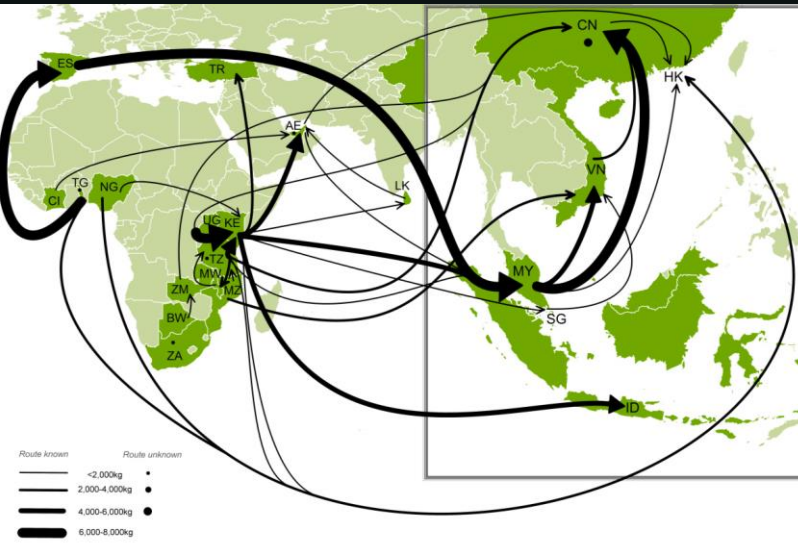 CN
ES
TR
HK
AE
TG
NG
CI
LK
VN
UG
KE
TZ
MW
MY
ZM
MZ
SG
BW
ZA
ID
Route known
Route unknown
<2,000kg
2,000-4,000kg
4,000-6,000kg
6,000-8,000kg